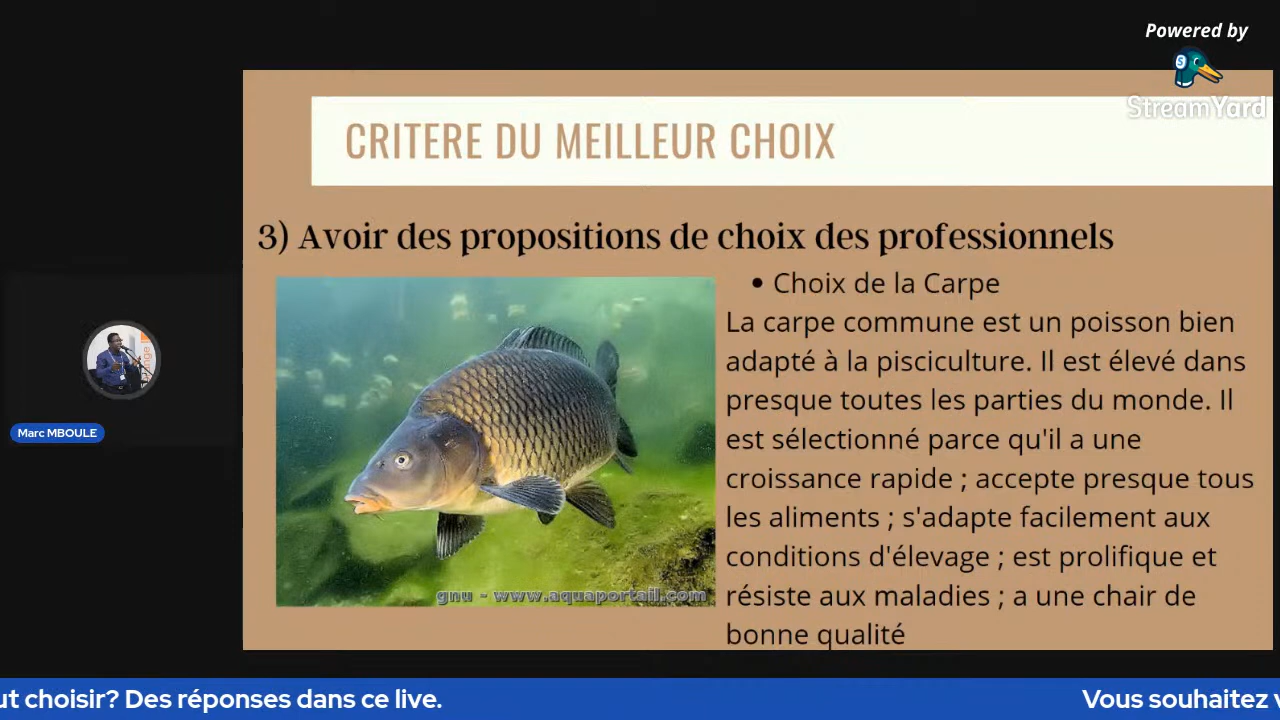 Powered by
StreamYard
CRITERE DU MEILLEUR CHOIX
3) Avoir des propositions de choix des professionnels
• Choix de la Carpe
La carpe commune est un poisson bien
adapté à la pisciculture. Il est élevé dans
presque toutes les parties du monde. Il
est sélectionné parce qu'il a une
croissance rapide ; accepte presque tous
les aliments ; s'adapte facilement aux
conditions d'élevage ; est prolifique et
résiste aux maladies ; a une chair de
bonne qualité
gnu - www.aquaportail.com
Marc MBOULE
ut choisir? Des réponses dans ce live.
Vous souhaitez